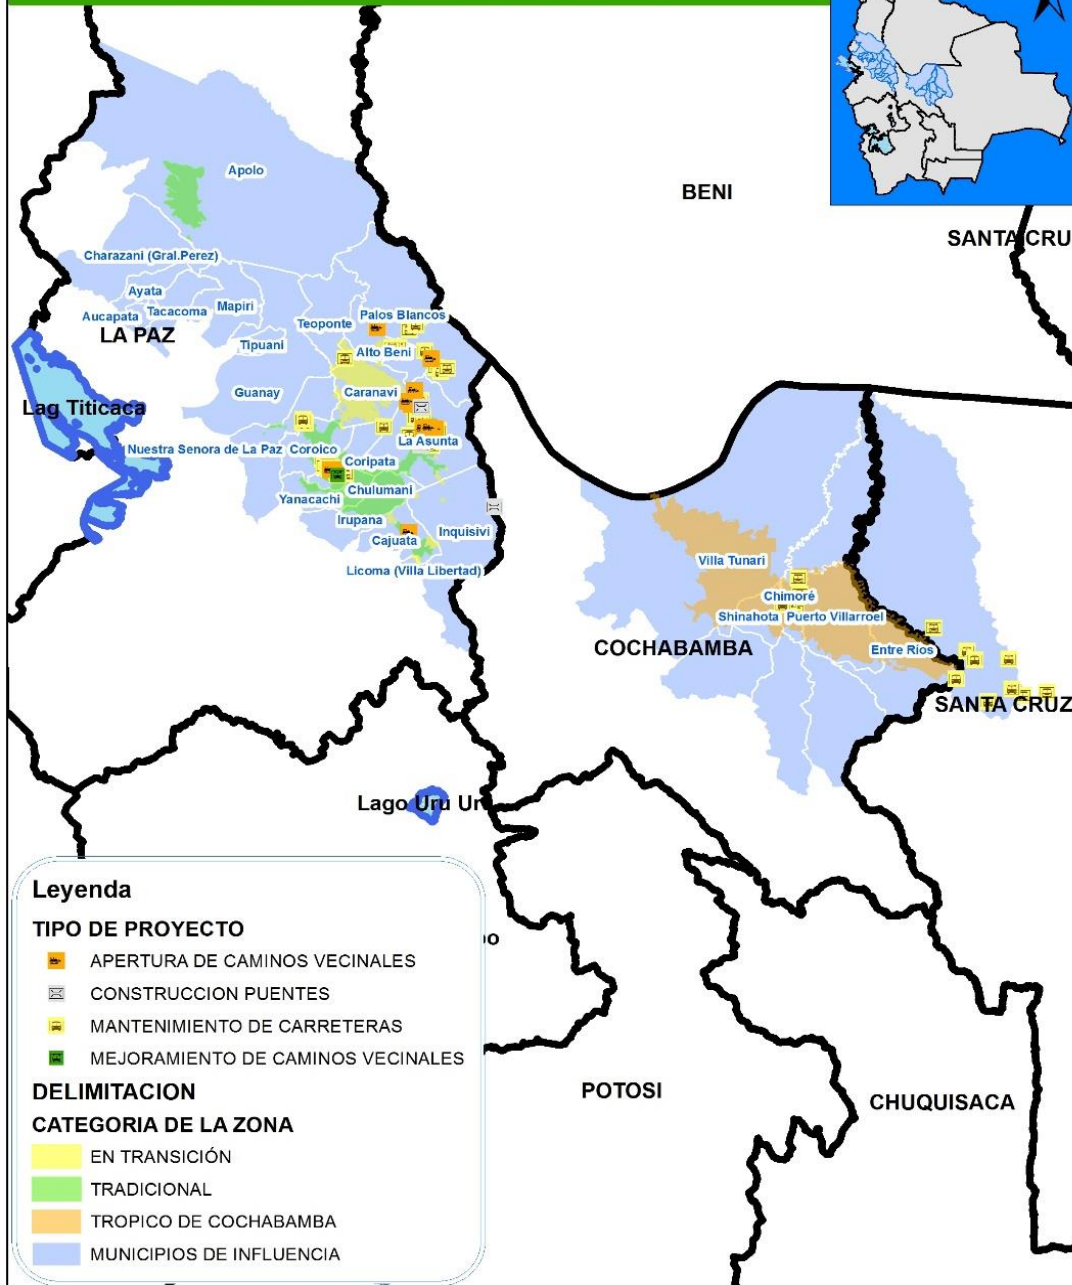 BENI
SANTA CRU
Apolo
Charazani (Gral.Perez)
Ayata
Aucapata
Tacacoma
Mapiri
LA PAZ
Teoponte
Palos Blancos
Tipuani
Alto Beni
Guanay
Caranavi
Lag Titicaca
La Asunta
Nuestra Senora de La Paz
Coroico
Coripata
Chulumani
Yanacachi
Irupana
Inquisivi
Cajuata
Licoma (Villa Libertad)
Villa Tunari
Chimoré
Shinahota
Puerto Villarroel
COCHABAMBA
Entre Rios
SANTA CRUZ
Lago Uru Uru
Leyenda
TIPO DE PROYECTO
APERTURA DE CAMINOS VECINALES
CONSTRUCCION PUENTES
MANTENIMIENTO DE CARRETERAS
MEJORAMIENTO DE CAMINOS VECINALES
DELIMITACION
CATEGORIA DE LA ZONA
EN TRANSICIÓN
TRADICIONAL
TROPICO DE COCHABAMBA
MUNICIPIOS DE INFLUENCIA
POTOSI
CHUQUISACA